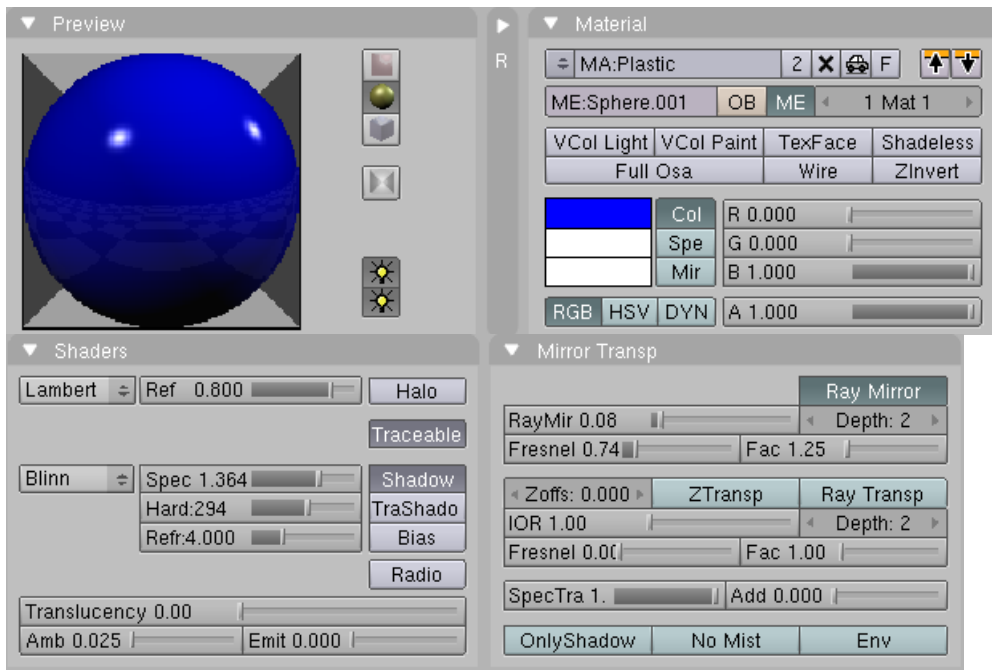 Preview
R
Material
MA:Plastic 2 F
ME:Sphere.001 OB ME 1 Mat 1
VCol Light VCol Paint TexFace Shadeless
Full Osa Wire ZInvert
Col R 0.000
Spe G 0.000
Mir B 1.000
RGB HSV DYN A 1.000
Shaders
Lambert Ref 0.800 Halo
Traceable
Blinn Spec 1.364 Shadow
Hard:294 TraShado
Refr:4.000 Bias
Radio
Translucency 0.00
Amb 0.025 Emit 0.000
Mirror Transp
Ray Mirror
RayMir 0.08 Depth: 2
Fresnel 0.74 Fac 1.25
Zoffs: 0.000 ZTransp Ray Transp
IOR 1.00 Depth: 2
Fresnel 0.0( Fac 1.00
SpecTra 1. Add 0.000
OnlyShadow No Mist Env